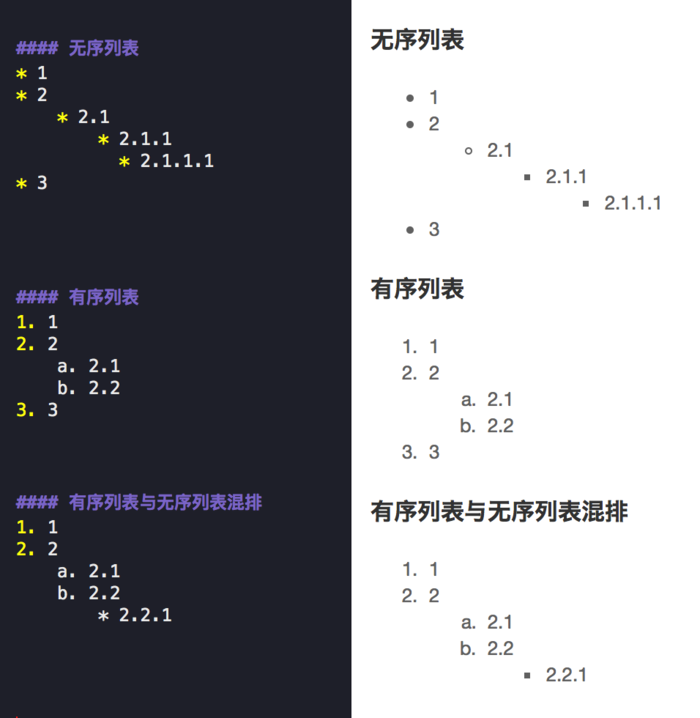 #### 无序列表
* 1
* 2
* 2.1
* 2.1.1
* 2.1.1.1
* 3
#### 有序列表
1. 1
2. 2
a. 2.1
b. 2.2
3. 3
#### 有序列表与无序列表混排
1. 1
2. 2
a. 2.1
b. 2.2
* 2.2.1
无序列表
• 1
• 2
◦ 2.1
▪ 2.1.1
▪ 2.1.1.1
• 3
有序列表
1. 1
2. 2
a. 2.1
b. 2.2
3. 3
有序列表与无序列表混排
1. 1
2. 2
a. 2.1
b. 2.2
▪ 2.2.1